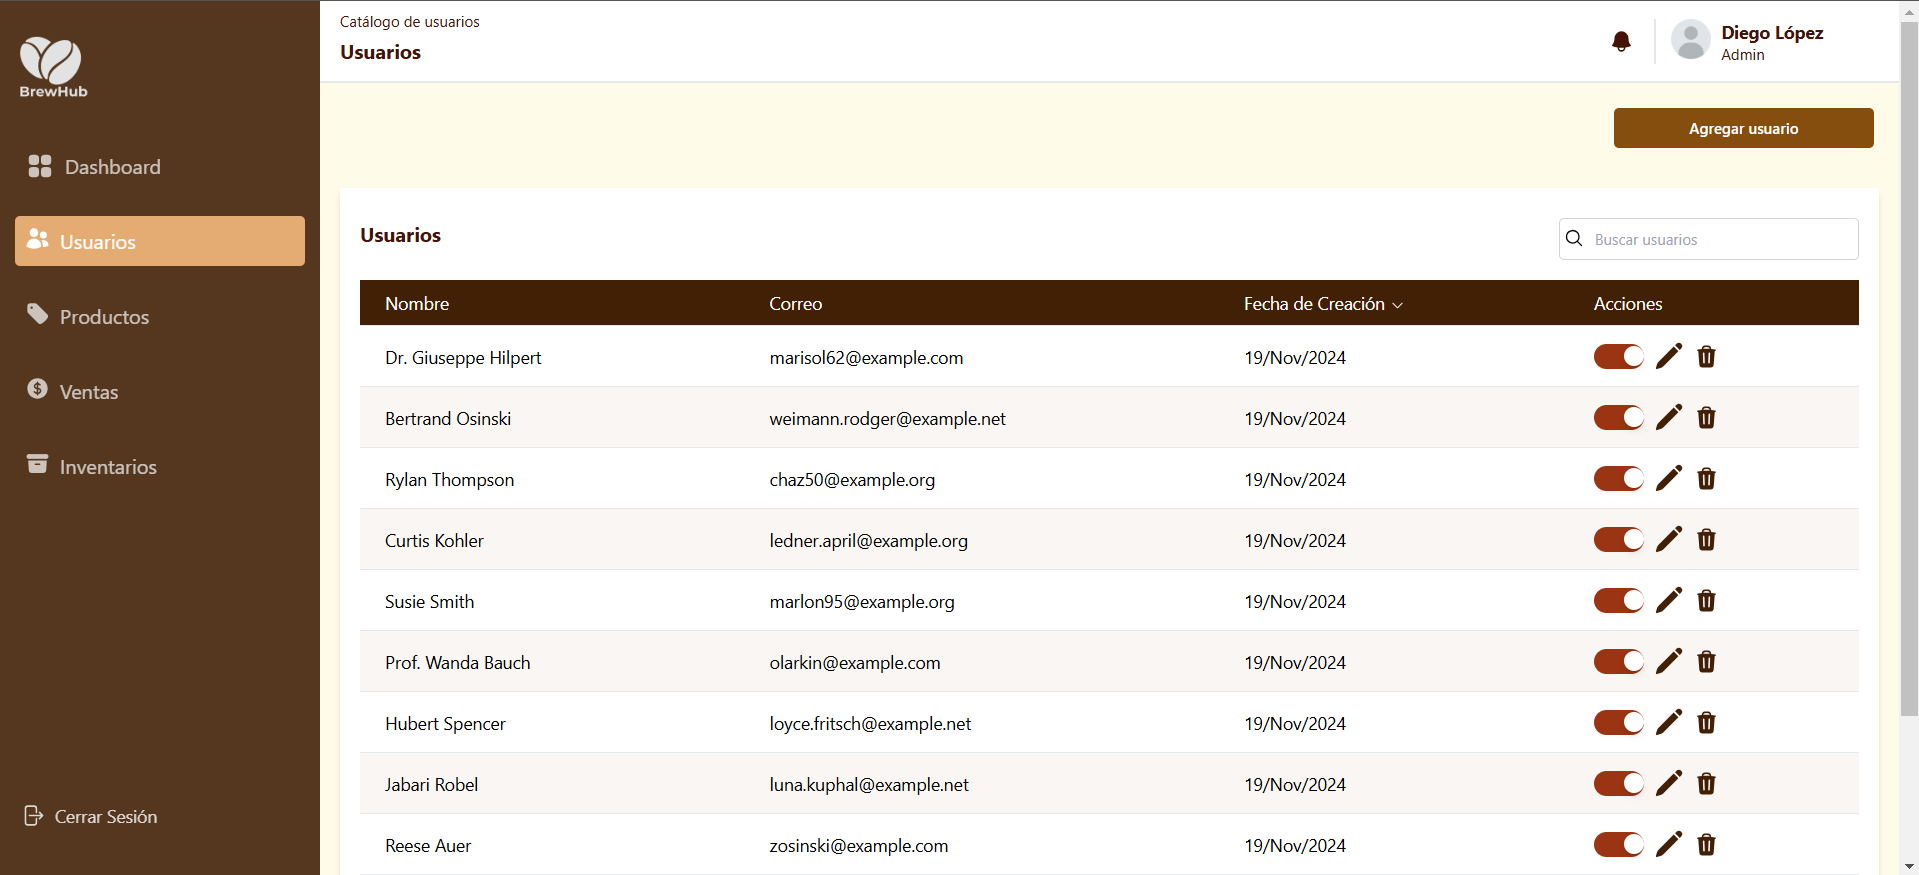 BrewHub
Dashboard
Usuarios
Productos
Ventas
Inventarios
Cerrar Sesión
Catálogo de usuarios
Usuarios
Diego López
Admin
Agregar usuario
Usuarios
Buscar usuarios
Nombre Correo Fecha de Creación Acciones
Dr. Giuseppe Hilpert marisol62@example.com 19/Nov/2024
Bertrand Osinski weimann.rodger@example.net 19/Nov/2024
Rylan Thompson chaz50@example.org 19/Nov/2024
Curtis Kohler ledner.april@example.org 19/Nov/2024
Susie Smith marlon95@example.org 19/Nov/2024
Prof. Wanda Bauch olarkin@example.com 19/Nov/2024
Hubert Spencer loyce.fritsch@example.net 19/Nov/2024
Jabari Robel luna.kuphal@example.net 19/Nov/2024
Reese Auer zosinski@example.com 19/Nov/2024